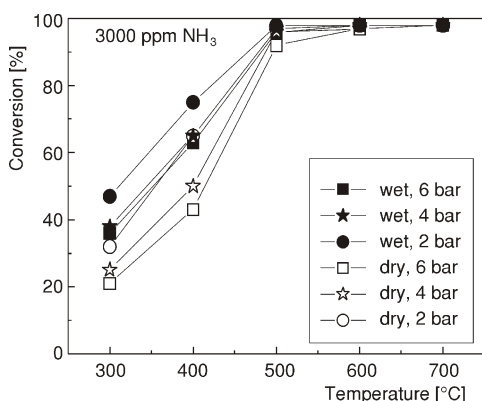 3000 ppm NH₃
Conversion [%]
100
80
60
40
20
0
wet, 6 bar
wet, 4 bar
wet, 2 bar
dry, 6 bar
dry, 4 bar
dry, 2 bar
300 400 500 600 700
Temperature [°C]